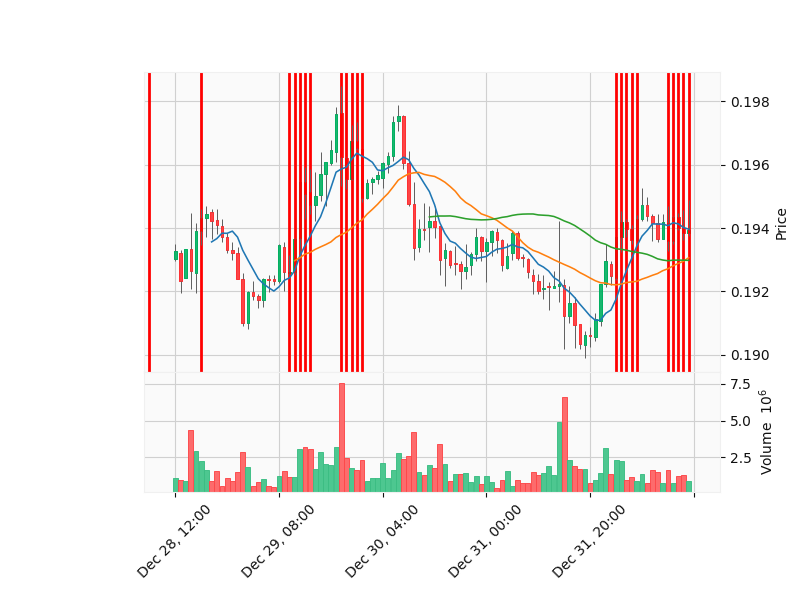 0.198
0.196
0.194
0.192
0.190
Price
7.5
5.0
2.5
Volume 10⁶
Dec 28, 12:00
Dec 29, 08:00
Dec 30, 04:00
Dec 31, 00:00
Dec 31, 20:00